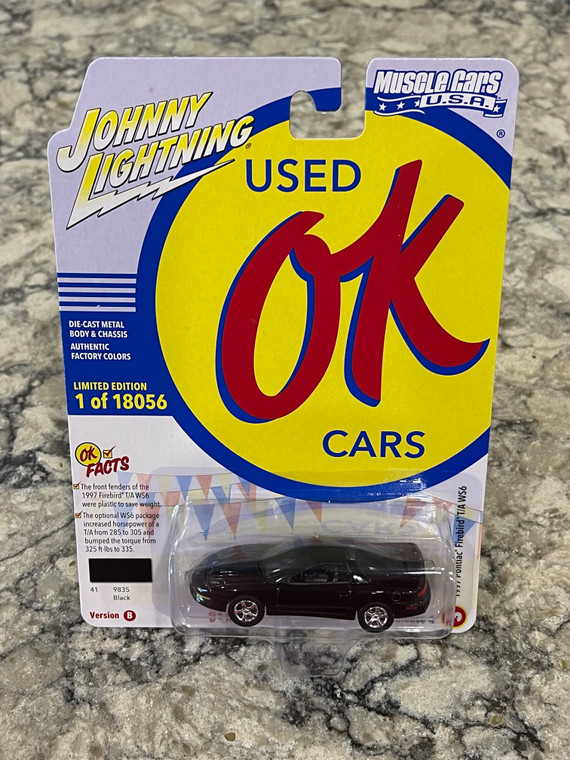 JOHNNY
LIGHTNING®
MUSCLE CARS
U.S.A.
®
USED
OK
CARS
DIE-CAST METAL
BODY & CHASSIS
AUTHENTIC
FACTORY COLORS
LIMITED EDITION
1 of 18056
OK
FACTS
The front fenders of the
1997 Firebird® T/A WS6
were plastic to save weight.
The optional WS6 package
increased horsepower of a
T/A from 285 to 305 and
bumped the torque from
325 ft-lbs to 335.
41 9835
Black
Version B
1997 Pontiac® Firebird® T/A WS6